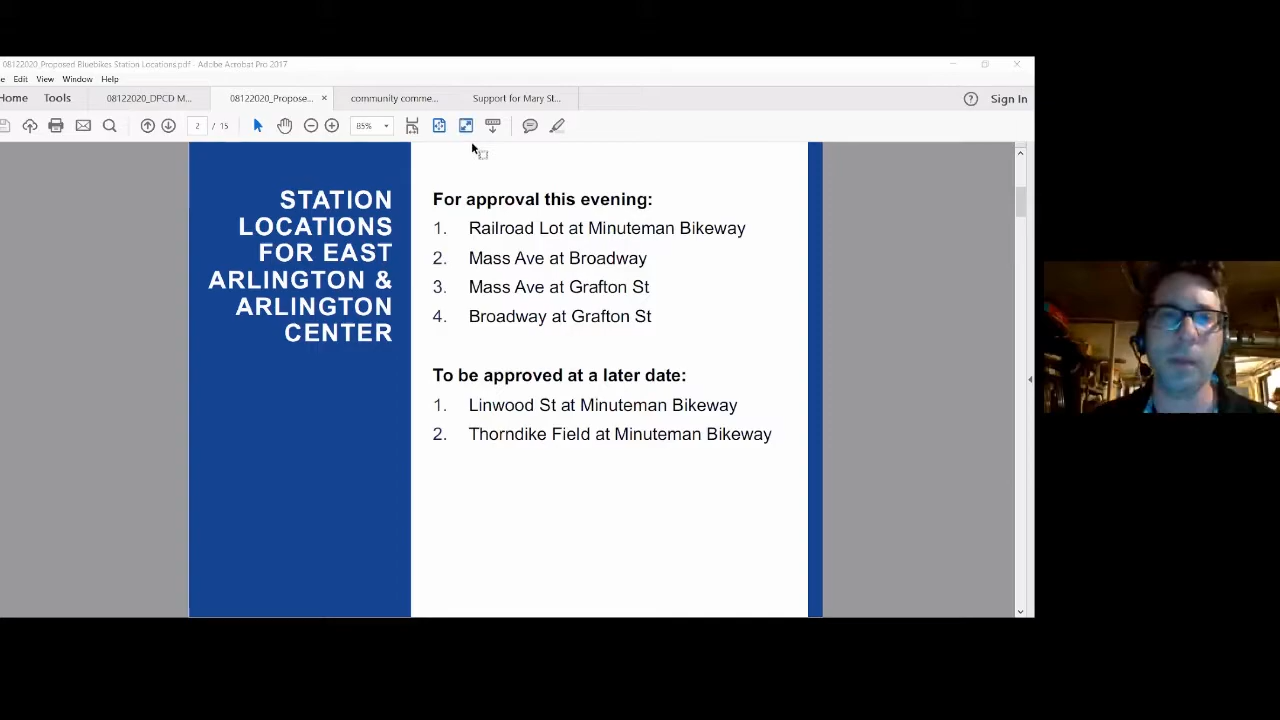 08122020_Proposed Bluebikes Station Locations.pdf - Adobe Acrobat Pro 2017
Edit View Window Help
Home Tools 08122020_DPCD M... 08122020_Propose... × community comme... Support for Mary St... Sign In
2 / 15 85%
STATION
LOCATIONS
FOR EAST
ARLINGTON &
ARLINGTON
CENTER
For approval this evening:
1. Railroad Lot at Minuteman Bikeway
2. Mass Ave at Broadway
3. Mass Ave at Grafton St
4. Broadway at Grafton St
To be approved at a later date:
1. Linwood St at Minuteman Bikeway
2. Thorndike Field at Minuteman Bikeway